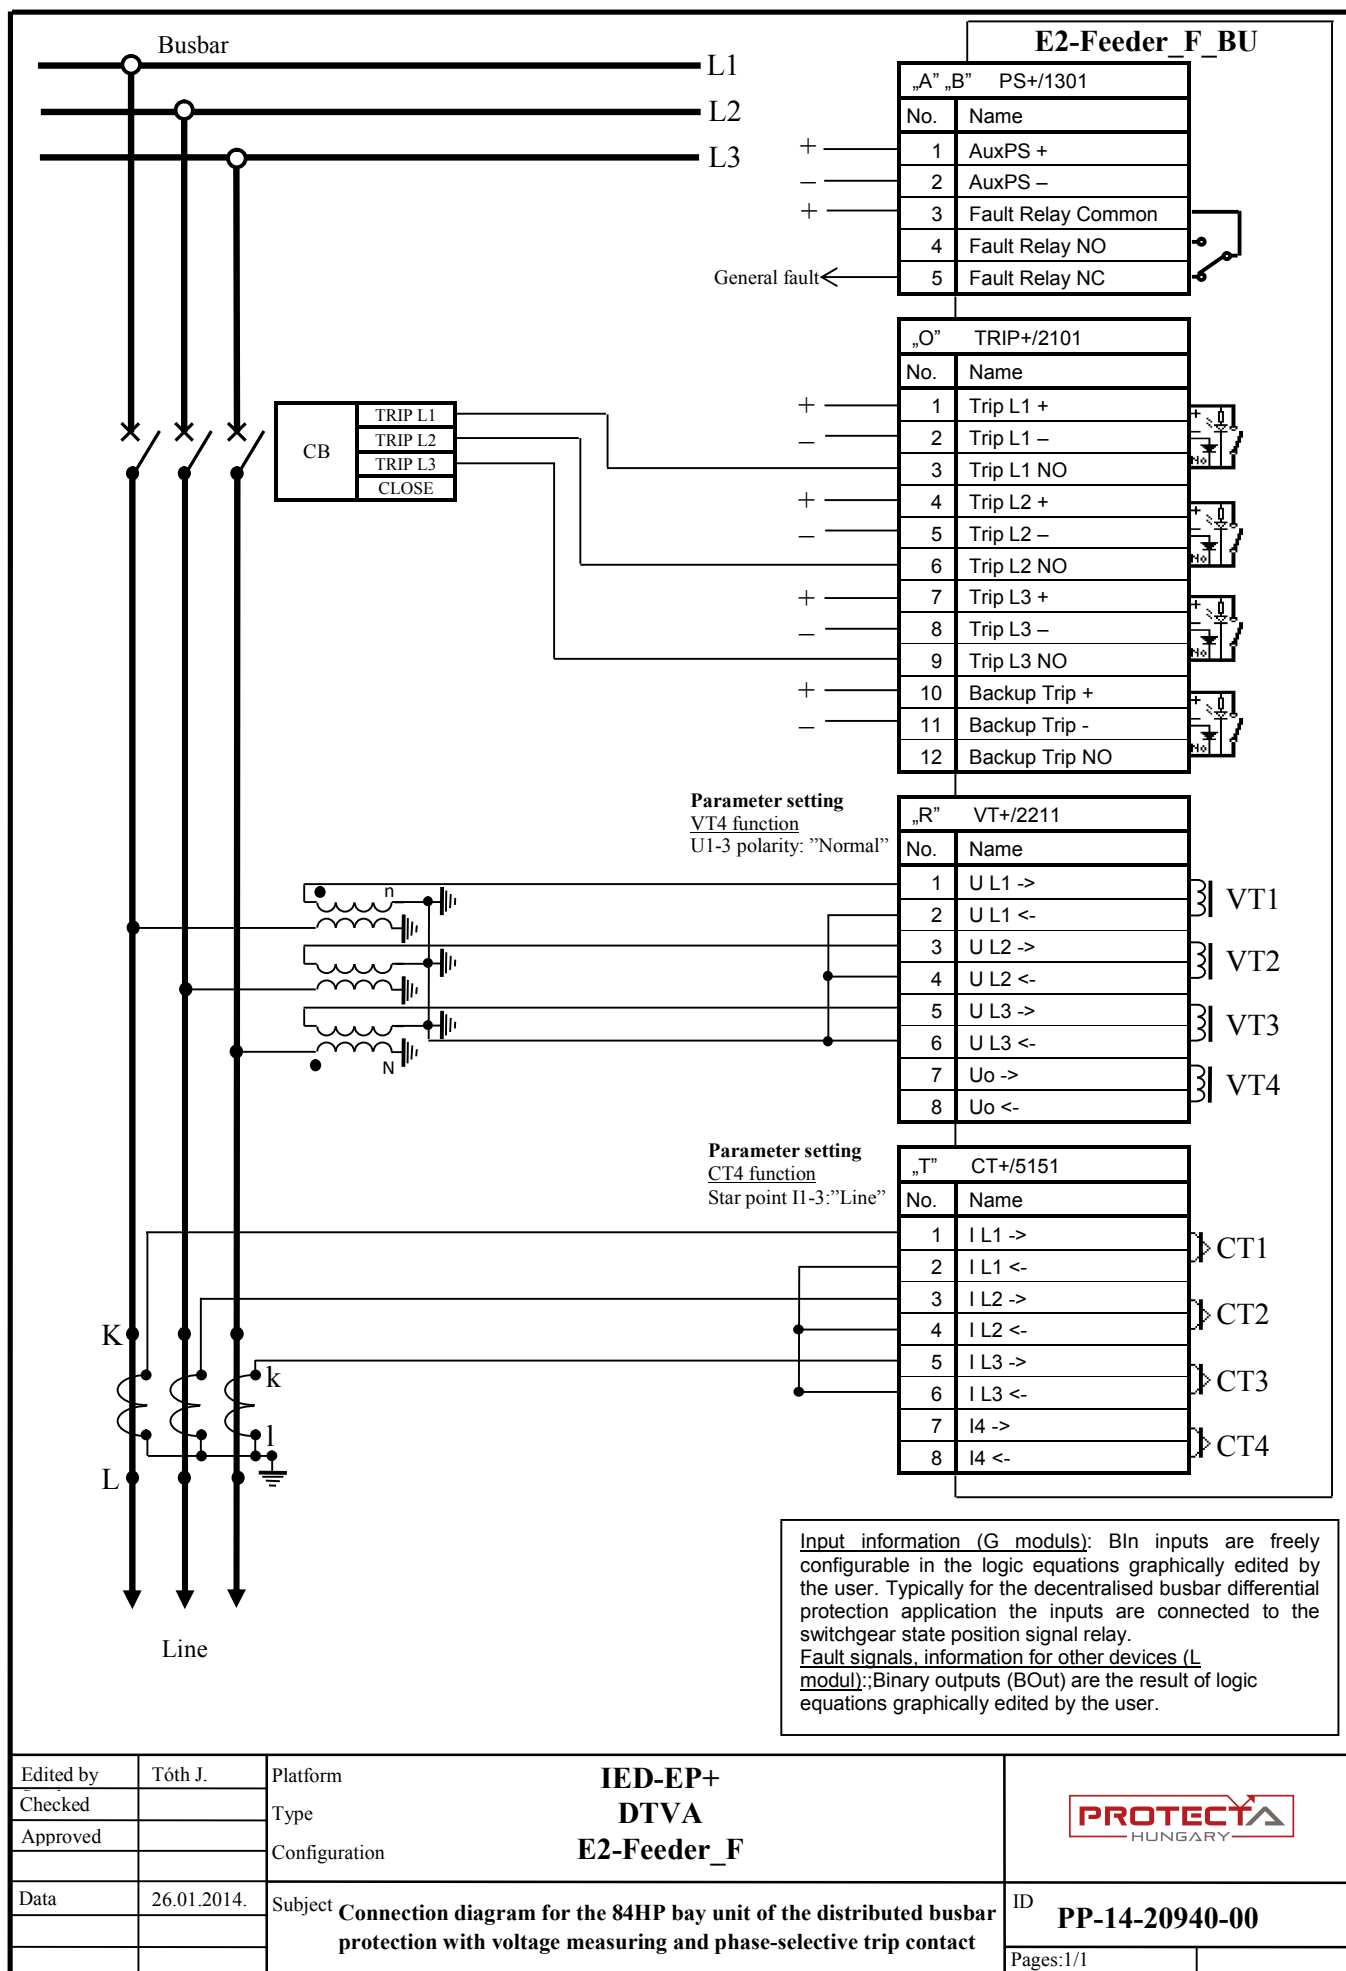 Busbar
L1
L2
L3
E2-Feeder_F_BU
„A” „B” PS+/1301
No. Name
+ 1 AuxPS +
– 2 AuxPS –
+ 3 Fault Relay Common
4 Fault Relay NO
General fault 5 Fault Relay NC
„O” TRIP+/2101
No. Name
+ 1 Trip L1 +
– 2 Trip L1 –
3 Trip L1 NO
+ 4 Trip L2 +
– 5 Trip L2 –
6 Trip L2 NO
+ 7 Trip L3 +
– 8 Trip L3 –
9 Trip L3 NO
+ 10 Backup Trip +
– 11 Backup Trip -
12 Backup Trip NO
+
–
No
+
–
No
+
–
No
+
–
No
CB
TRIP L1
TRIP L2
TRIP L3
CLOSE
Parameter setting
VT4 function
U1-3 polarity: ”Normal”
„R” VT+/2211
No. Name
1 U L1 ->
2 U L1 <-
3 U L2 ->
4 U L2 <-
5 U L3 ->
6 U L3 <-
7 Uo ->
8 Uo <-
VT1
VT2
VT3
VT4
n
N
Parameter setting
CT4 function
Star point I1-3:”Line”
„T” CT+/5151
No. Name
1 I L1 ->
2 I L1 <-
3 I L2 ->
4 I L2 <-
5 I L3 ->
6 I L3 <-
7 I4 ->
8 I4 <-
CT1
CT2
CT3
CT4
K
k
l
L
Line
Input information (G moduls): BIn inputs are freely
configurable in the logic equations graphically edited by
the user. Typically for the decentralised busbar differential
protection application the inputs are connected to the
switchgear state position signal relay.
Fault signals, information for other devices (L
modul):;Binary outputs (BOut) are the result of logic
equations graphically edited by the user.
Edited by Tóth J.
Checked
Approved
Data 26.01.2014.
Platform IED-EP+
Type DTVA
Configuration E2-Feeder_F
PROTECTA
HUNGARY
Subject Connection diagram for the 84HP bay unit of the distributed busbar
protection with voltage measuring and phase-selective trip contact
ID PP-14-20940-00
Pages:1/1